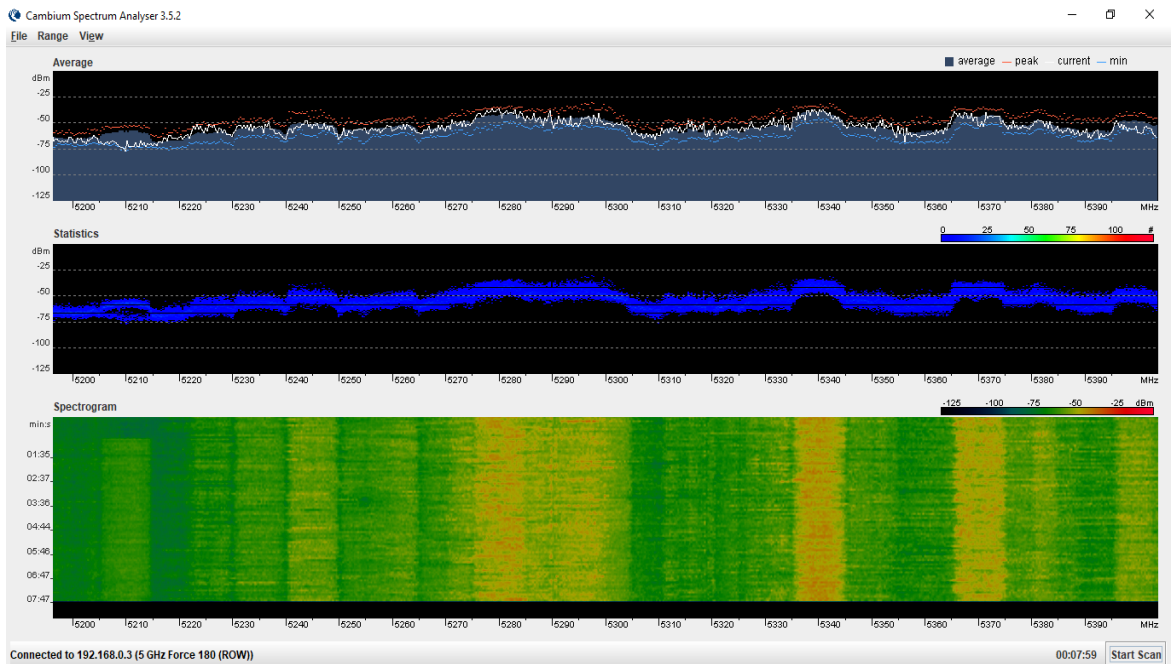 Cambium Spectrum Analyser 3.5.2
File Range View
Average
average peak current min
dBm
-25
-50
-75
-100
-125
5200 5210 5220 5230 5240 5250 5260 5270 5280 5290 5300 5310 5320 5330 5340 5350 5360 5370 5380 5390 MHz
Statistics
0 25 50 75 100 #
dBm
-25
-50
-75
-100
-125
5200 5210 5220 5230 5240 5250 5260 5270 5280 5290 5300 5310 5320 5330 5340 5350 5360 5370 5380 5390 MHz
Spectrogram
-125 -100 -75 -50 -25 dBm
min:s
01:35
02:37
03:36
04:44
05:46
06:47
07:47
5200 5210 5220 5230 5240 5250 5260 5270 5280 5290 5300 5310 5320 5330 5340 5350 5360 5370 5380 5390 MHz
Connected to 192.168.0.3 (5 GHz Force 180 (ROW)) 00:07:59 Start Scan